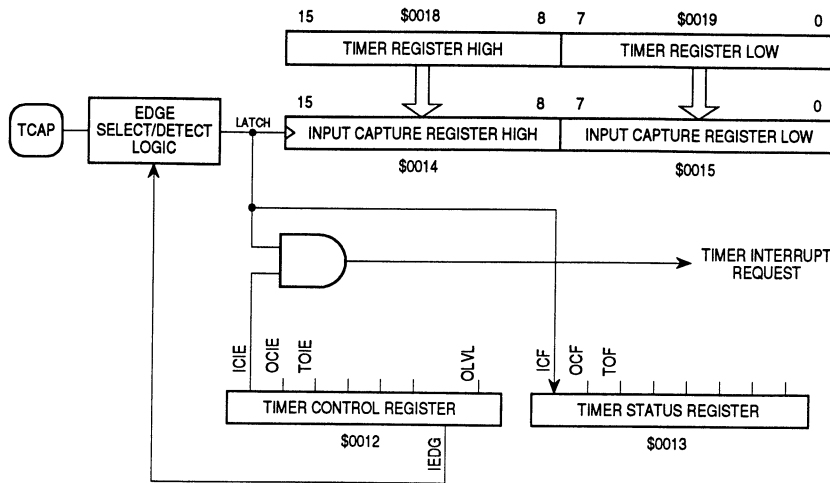 15 $0018 8 7 $0019 0
TIMER REGISTER HIGH TIMER REGISTER LOW
15 8 7 0
TCAP
EDGE
SELECT/DETECT
LOGIC
LATCH
INPUT CAPTURE REGISTER HIGH INPUT CAPTURE REGISTER LOW
$0014 $0015
TIMER INTERRUPT
REQUEST
ICIE
OCIE
TOIE
OLVL
ICF
OCF
TOF
TIMER CONTROL REGISTER TIMER STATUS REGISTER
$0012 $0013
IEDG